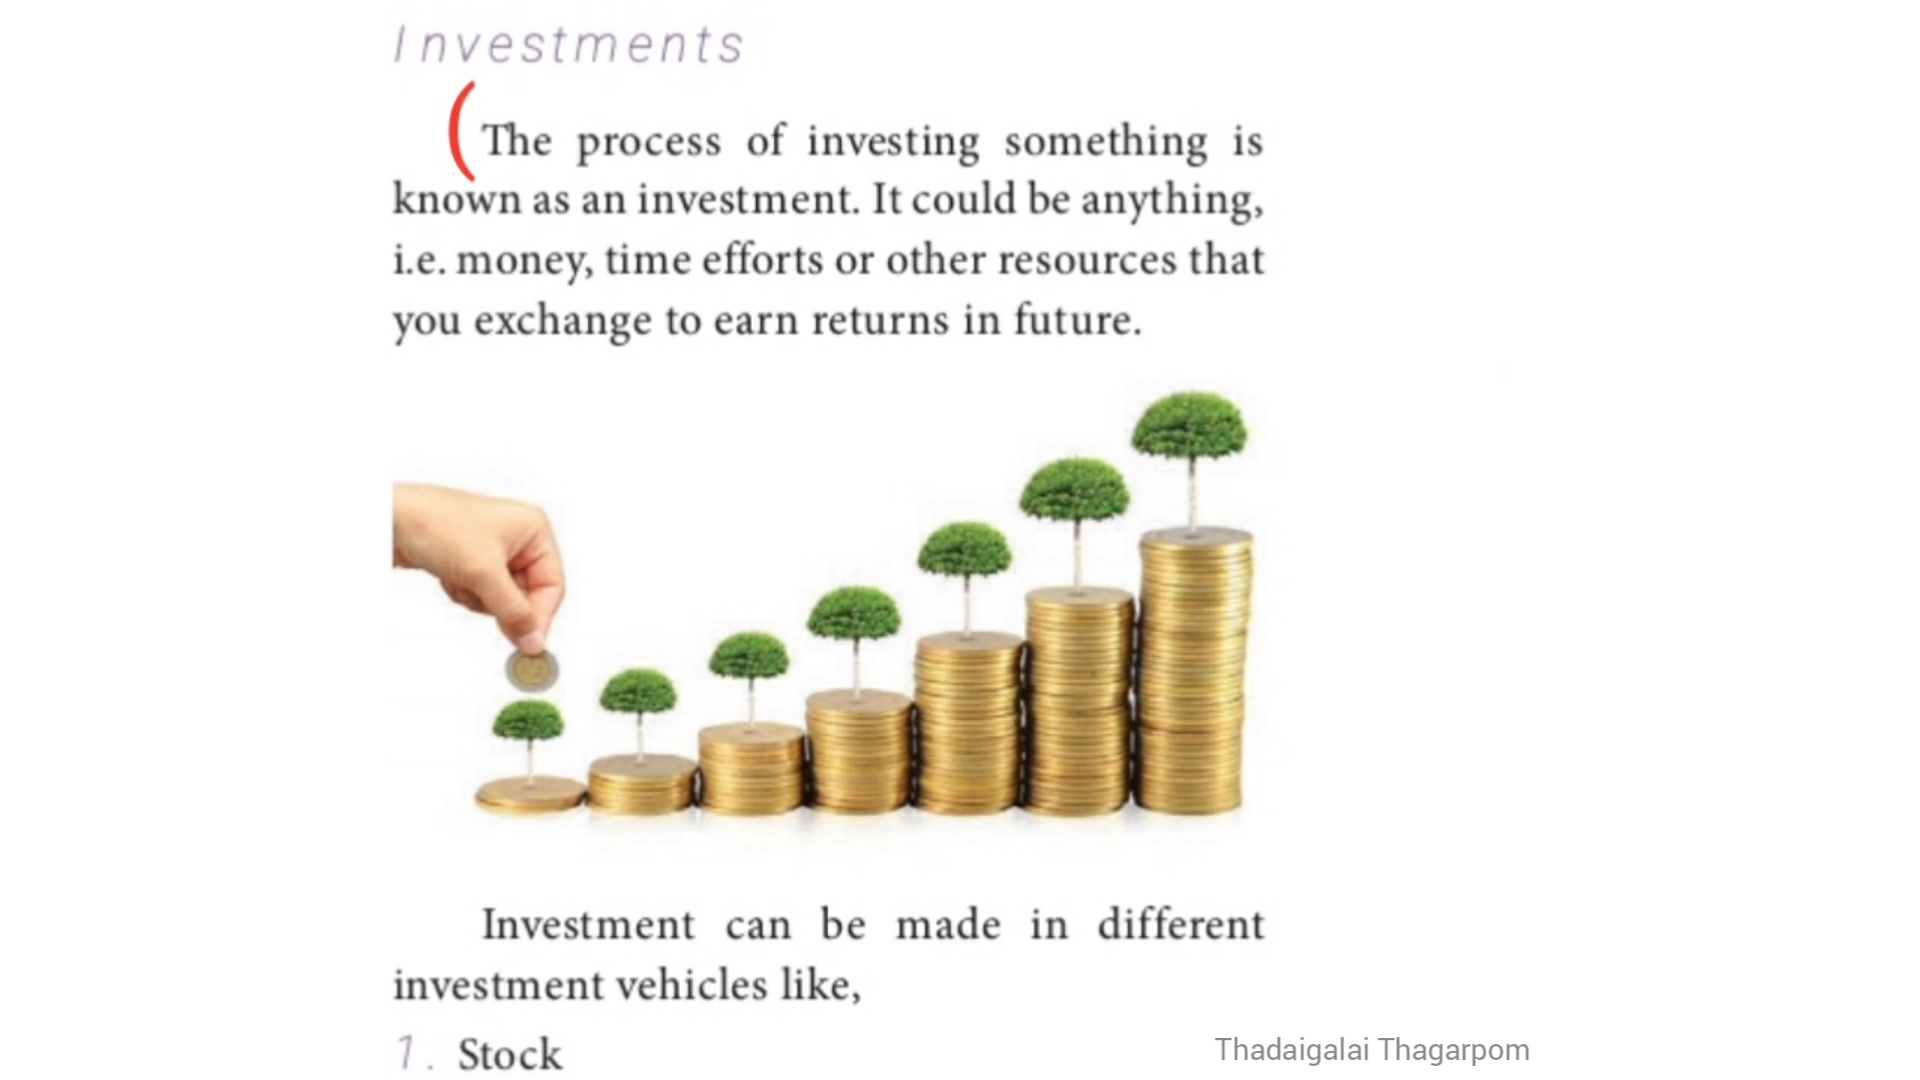 Investments
The process of investing something is
known as an investment. It could be anything,
i.e. money, time efforts or other resources that
you exchange to earn returns in future.
Investment can be made in different
investment vehicles like,
1. Stock
Thadaigalai Thagarpom